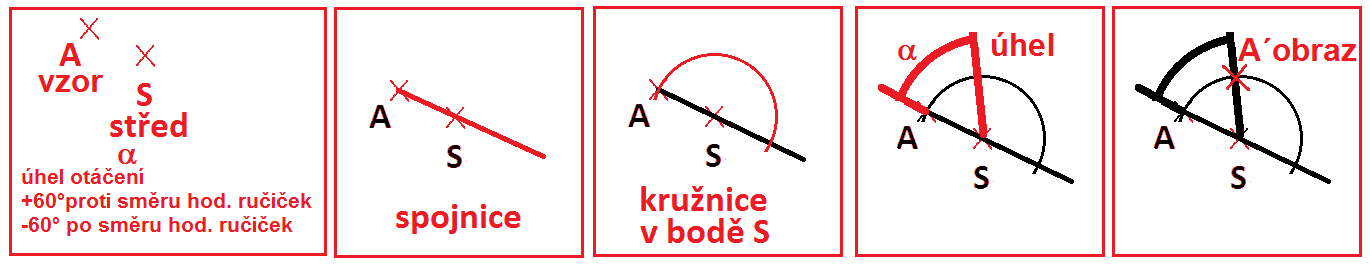 A
vzor
S
střed
α
úhel otáčení
+60°proti směru hod. ručiček
-60° po směru hod. ručiček
A
S
spojnice
A
S
kružnice
v bodě S
α
úhel
A
S
A´obraz
A
S